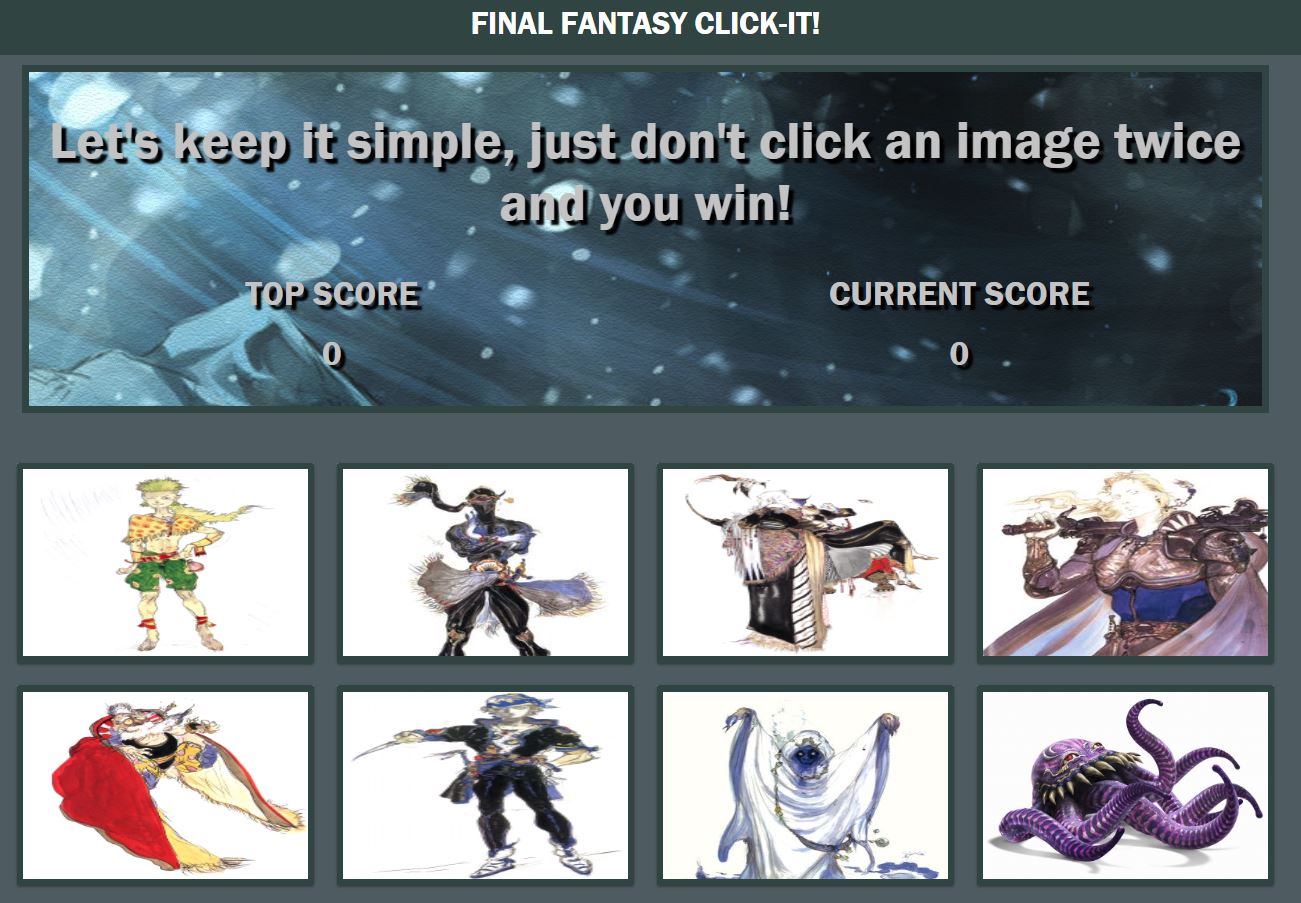 FINAL FANTASY CLICK-IT!
Let's keep it simple, just don't click an image twice
and you win!
TOP SCORE
CURRENT SCORE
0
0